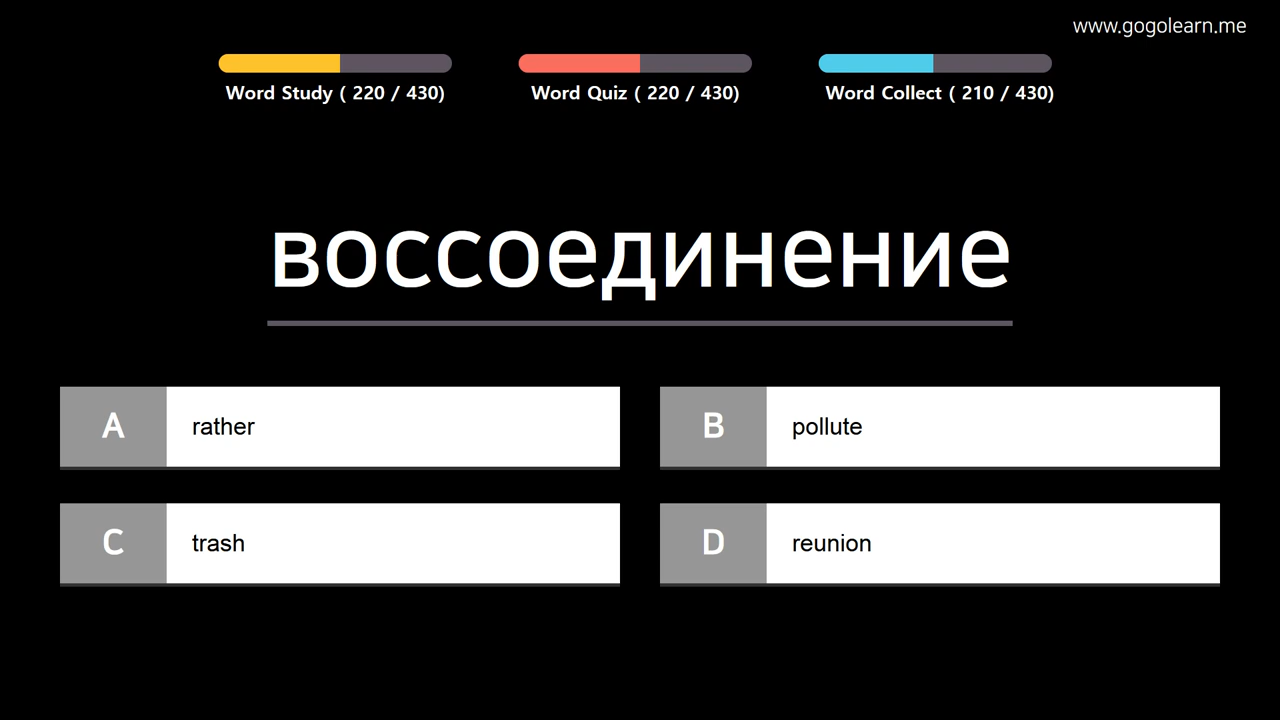 www.gogolearn.me
Word Study ( 220 / 430)
Word Quiz ( 220 / 430)
Word Collect ( 210 / 430)
воссоединение
A rather
B pollute
C trash
D reunion